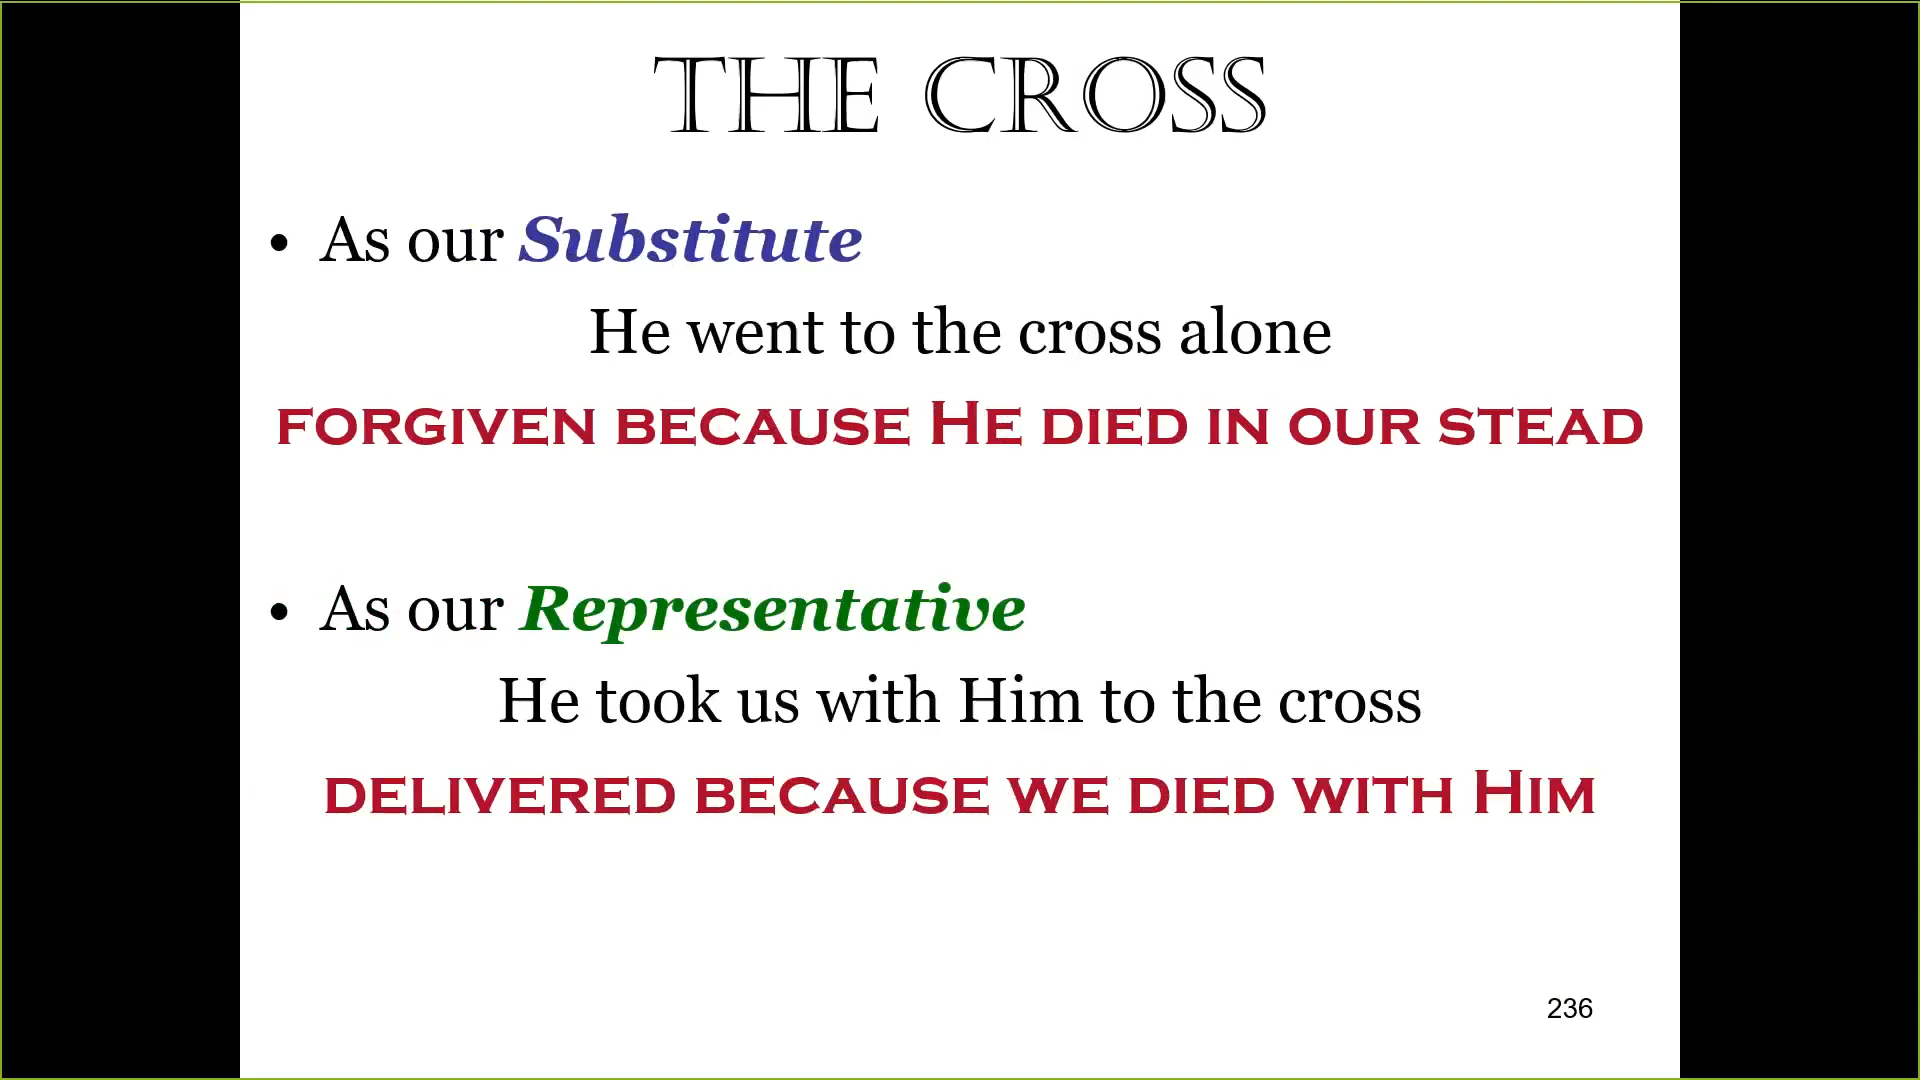 THE CROSS
• As our Substitute
He went to the cross alone
FORGIVEN BECAUSE HE DIED IN OUR STEAD
• As our Representative
He took us with Him to the cross
DELIVERED BECAUSE WE DIED WITH HIM
236